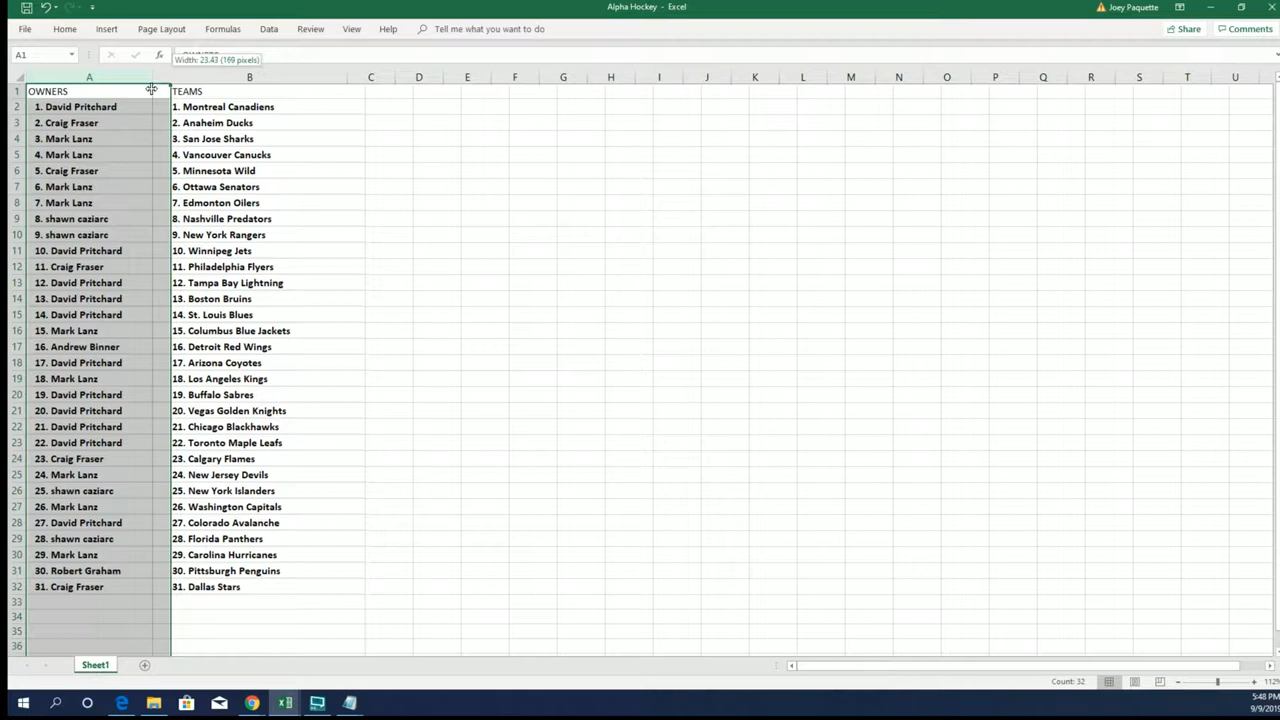 Alpha Hockey - Excel
Joey Paquette
File Home Insert Page Layout Formulas Data Review View Help Tell me what you want to do Share Comments
A1 fx
Width: 23.43 (169 pixels)
A B C D E F G H I J K L M N O P Q R S T U
1 OWNERS TEAMS
2 1. David Pritchard 1. Montreal Canadiens
3 2. Craig Fraser 2. Anaheim Ducks
4 3. Mark Lanz 3. San Jose Sharks
5 4. Mark Lanz 4. Vancouver Canucks
6 5. Craig Fraser 5. Minnesota Wild
7 6. Mark Lanz 6. Ottawa Senators
8 7. Mark Lanz 7. Edmonton Oilers
9 8. shawn caziarc 8. Nashville Predators
10 9. shawn caziarc 9. New York Rangers
11 10. David Pritchard 10. Winnipeg Jets
12 11. Craig Fraser 11. Philadelphia Flyers
13 12. David Pritchard 12. Tampa Bay Lightning
14 13. David Pritchard 13. Boston Bruins
15 14. David Pritchard 14. St. Louis Blues
16 15. Mark Lanz 15. Columbus Blue Jackets
17 16. Andrew Binner 16. Detroit Red Wings
18 17. David Pritchard 17. Arizona Coyotes
19 18. Mark Lanz 18. Los Angeles Kings
20 19. David Pritchard 19. Buffalo Sabres
21 20. David Pritchard 20. Vegas Golden Knights
22 21. David Pritchard 21. Chicago Blackhawks
23 22. David Pritchard 22. Toronto Maple Leafs
24 23. Craig Fraser 23. Calgary Flames
25 24. Mark Lanz 24. New Jersey Devils
26 25. shawn caziarc 25. New York Islanders
27 26. Mark Lanz 26. Washington Capitals
28 27. David Pritchard 27. Colorado Avalanche
29 28. shawn caziarc 28. Florida Panthers
30 29. Mark Lanz 29. Carolina Hurricanes
31 30. Robert Graham 30. Pittsburgh Penguins
32 31. Craig Fraser 31. Dallas Stars
33
34
35
36
Sheet1
Count: 32 112%
5:48 PM